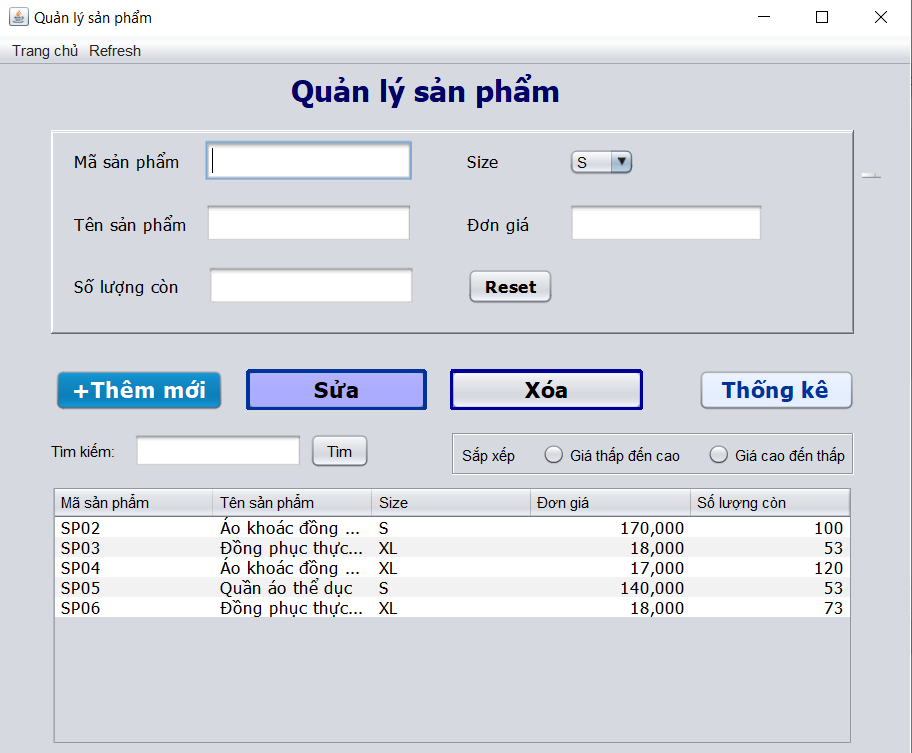 Quản lý sản phẩm
Trang chủ Refresh
Quản lý sản phẩm
Mã sản phẩm Size S
Tên sản phẩm Đơn giá
Số lượng còn Reset
+Thêm mới Sửa Xóa Thống kê
Tìm kiếm: Tìm Sắp xếp Giá thấp đến cao Giá cao đến thấp
Mã sản phẩm Tên sản phẩm Size Đơn giá Số lượng còn
SP02 Áo khoác đồng ... S 170,000 100
SP03 Đồng phục thực... XL 18,000 53
SP04 Áo khoác đồng ... XL 17,000 120
SP05 Quần áo thể dục S 140,000 53
SP06 Đồng phục thực... XL 18,000 73